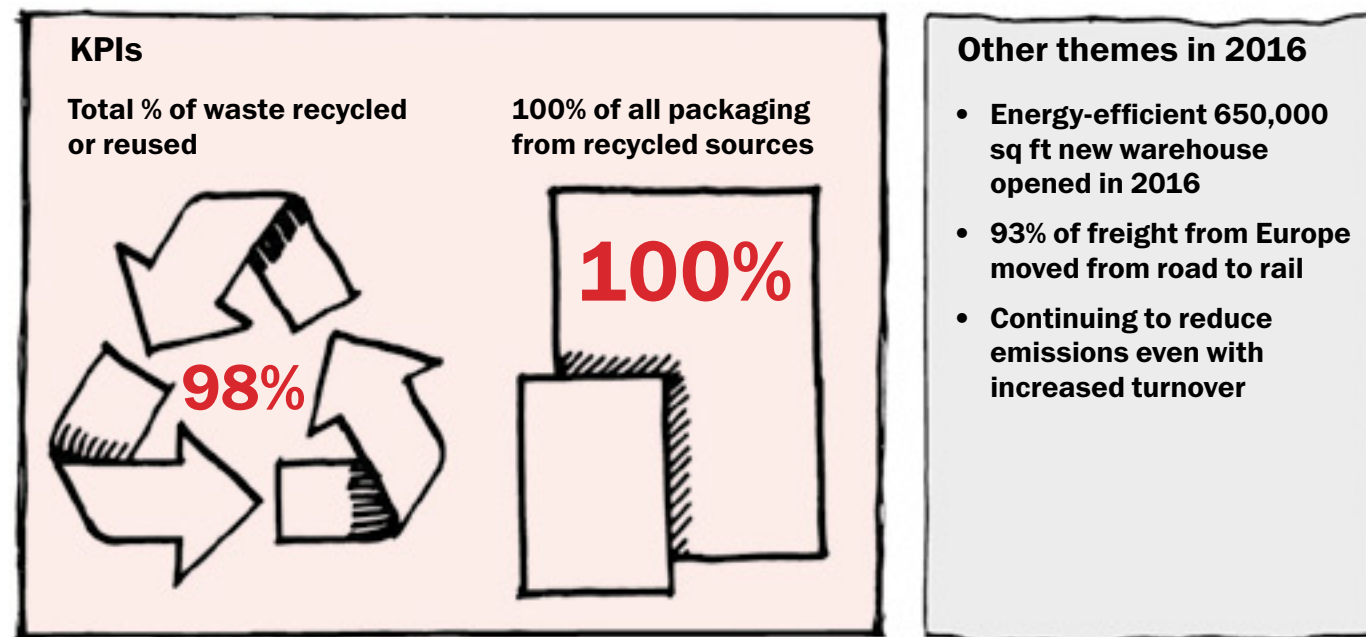 KPIs
Total % of waste recycled
or reused
98%
100% of all packaging
from recycled sources
100%
Other themes in 2016
• Energy-efficient 650,000
sq ft new warehouse
opened in 2016
• 93% of freight from Europe
moved from road to rail
• Continuing to reduce
emissions even with
increased turnover